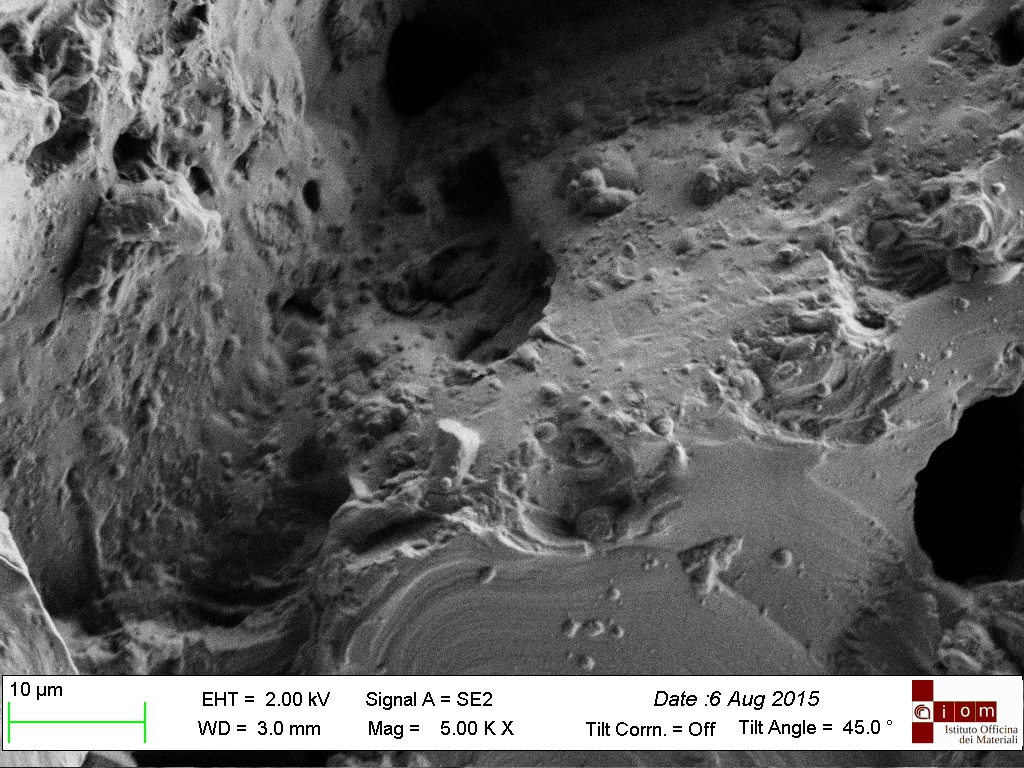 10 µm
EHT = 2.00 kV Signal A = SE2 Date :6 Aug 2015
WD = 3.0 mm Mag = 5.00 K X Tilt Corrn. = Off Tilt Angle = 45.0 °
iom
Istituto Officina
dei Materiali